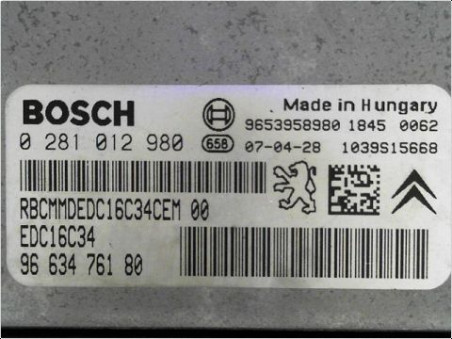 BOSCH
Made in Hungary
9653958980 1845 0062
0 281 012 980
658
07-04-28 1039S15668
RBCMMDEDC16C34CEM 00
EDC16C34
96 634 761 80